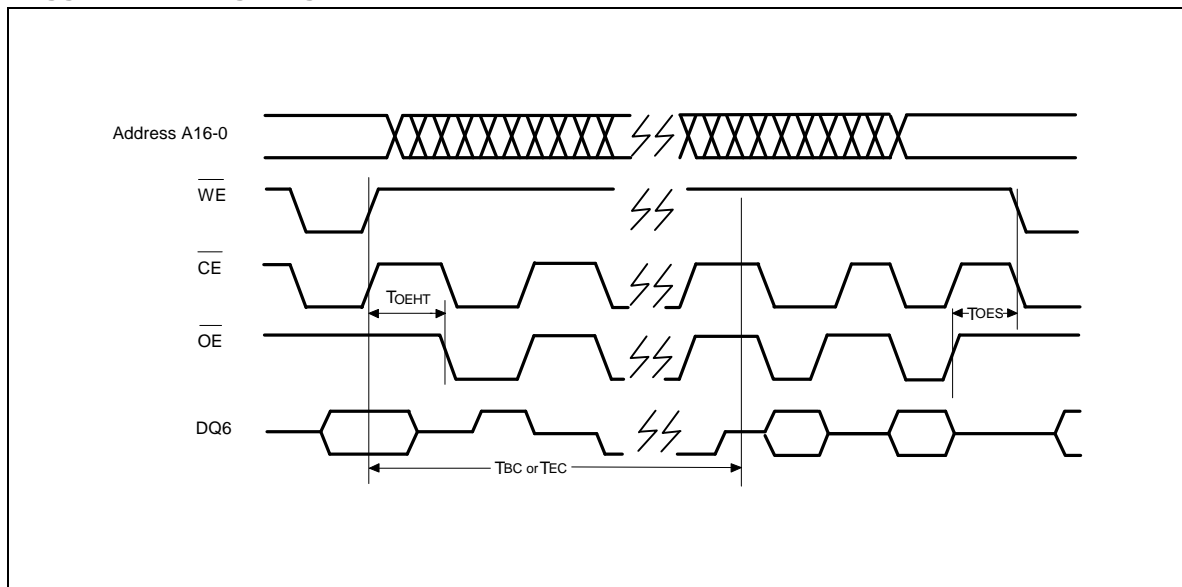 Address A16-0
WE
CE
TOEHT
TOES
OE
DQ6
TBC or TEC